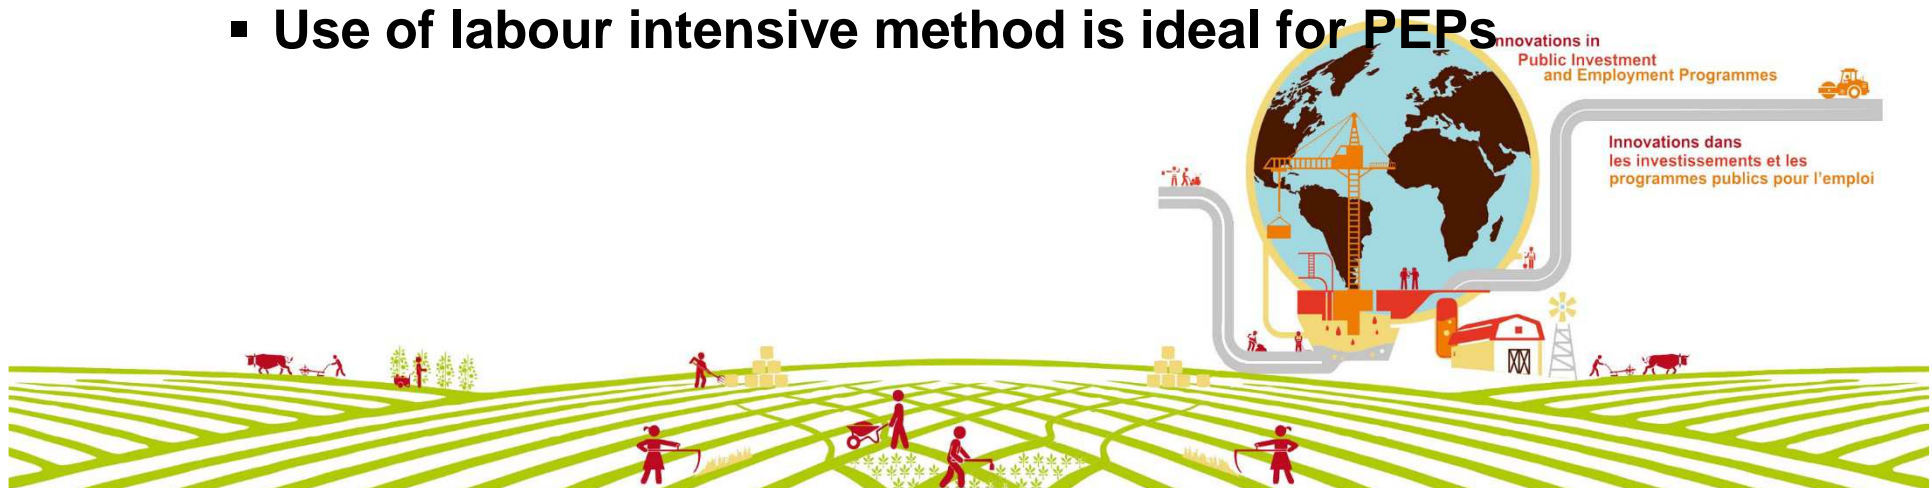 ▪ Use of labour intensive method is ideal for PEPs
Innovations in
Public Investment
and Employment Programmes
Innovations dans
les investissements et les
programmes publics pour l'emploi